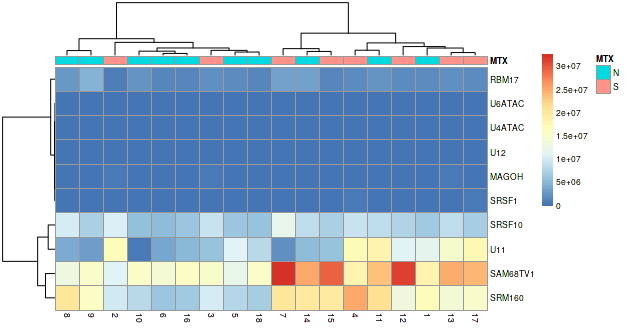 MTX
RBM17
U6ATAC
U4ATAC
U12
MAGOH
SRSF1
SRSF10
U11
SAM68TV1
SRM160
8 9 2 10 6 16 3 5 18 7 14 15 4 11 12 1 13 17
3e+07
2.5e+07
2e+07
1.5e+07
1e+07
5e+06
0
MTX
N
S